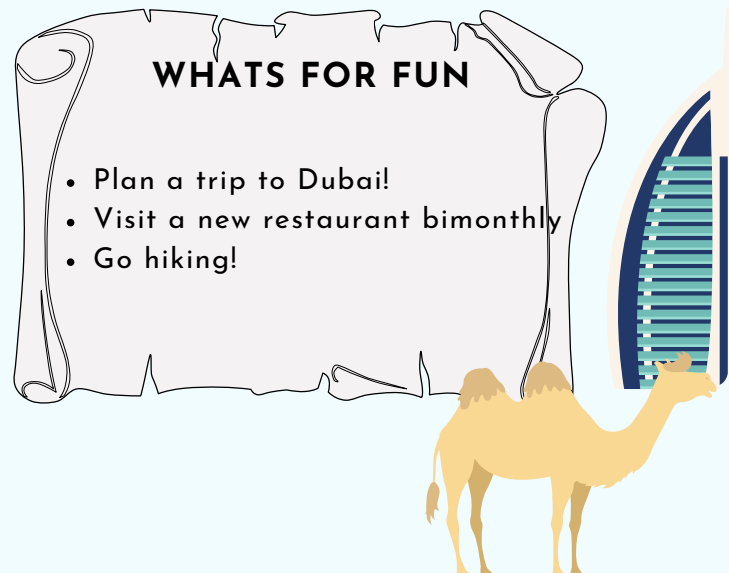 WHATS FOR FUN
• Plan a trip to Dubai!
• Visit a new restaurant bimonthly
• Go hiking!